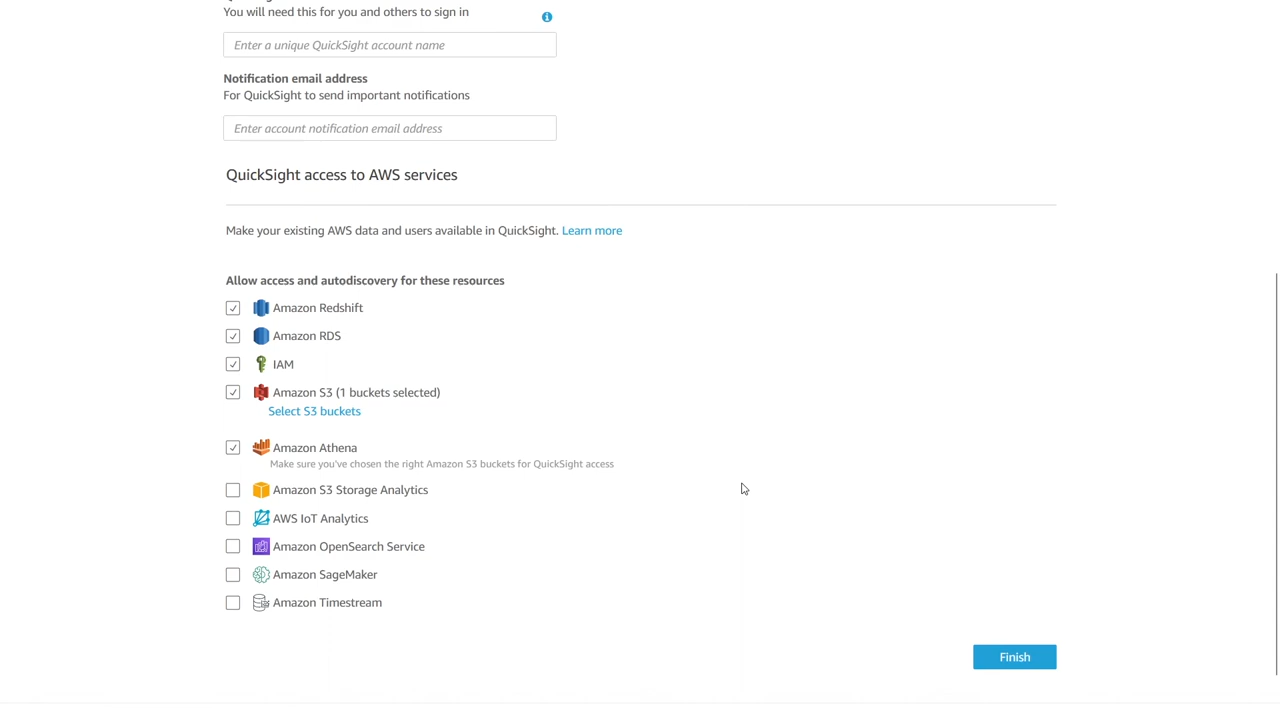 You will need this for you and others to sign in
Enter a unique QuickSight account name
Notification email address
For QuickSight to send important notifications
Enter account notification email address
QuickSight access to AWS services
Make your existing AWS data and users available in QuickSight. Learn more
Allow access and autodiscovery for these resources
Amazon Redshift
Amazon RDS
IAM
Amazon S3 (1 buckets selected)
Select S3 buckets
Amazon Athena
Make sure you've chosen the right Amazon S3 buckets for QuickSight access
Amazon S3 Storage Analytics
AWS IoT Analytics
Amazon OpenSearch Service
Amazon SageMaker
Amazon Timestream
Finish